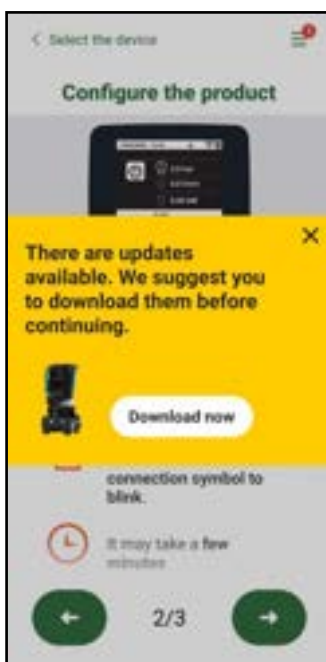 < Select the device
Configure the product
There are updates
available. We suggest you
to download them before
continuing.
Download now
connection symbol to
blink.
It may take a few
minutes
2/3